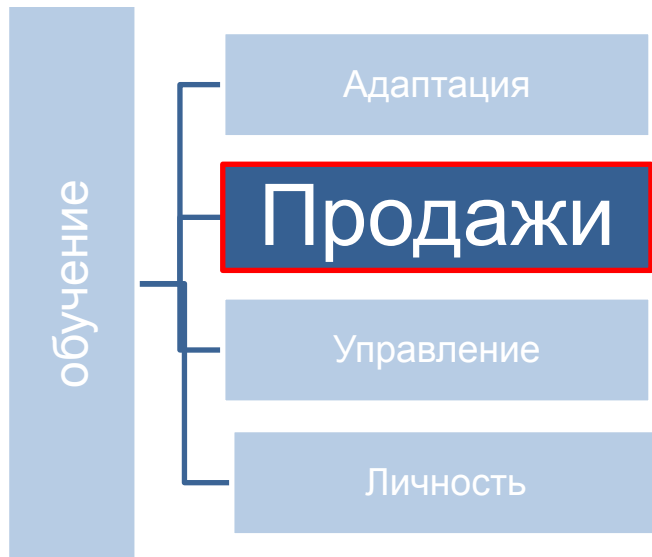 обучение
Адаптация
Продажи
Управление
Личность